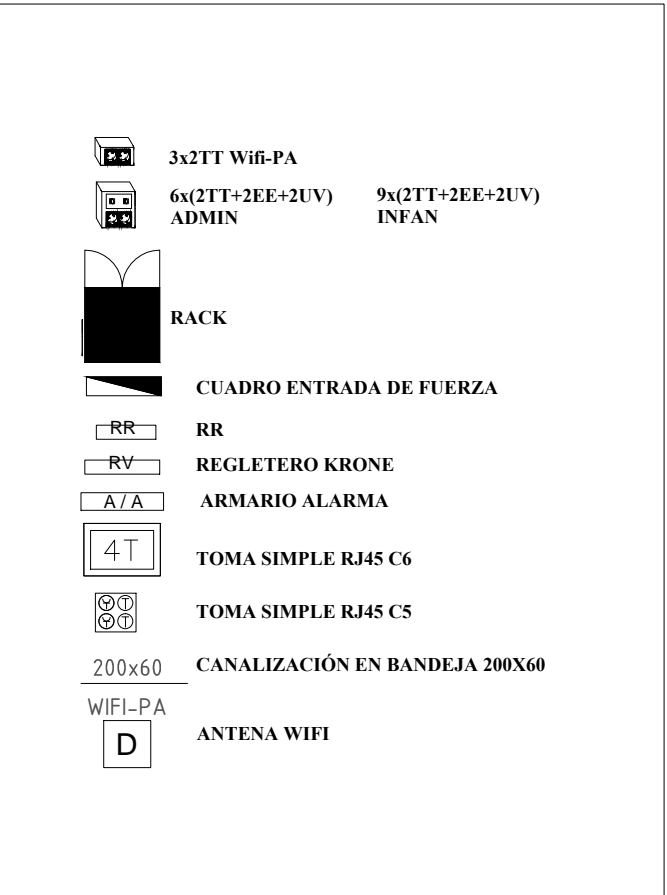 3x2TT Wifi-PA
6x(2TT+2EE+2UV) 9x(2TT+2EE+2UV)
ADMIN INFAN
RACK
CUADRO ENTRADA DE FUERZA
RR RR
RV REGLETERO KRONE
A/A ARMARIO ALARMA
4T TOMA SIMPLE RJ45 C6
TOMA SIMPLE RJ45 C5
200x60 CANALIZACIÓN EN BANDEJA 200X60
WIFI-PA
D ANTENA WIFI